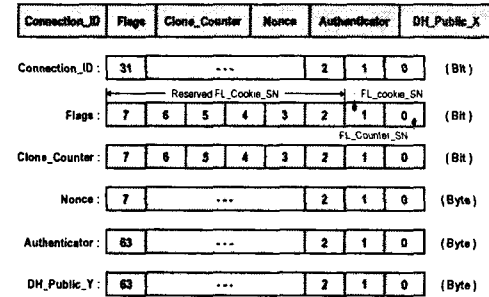 Connection_ID Flags Clone_Counter Nonce Authenticator DH_Public_X
Connection_ID : 31 --- 2 1 0 (Bit)
Reserved FL_Cookie_SN FL_cookie_SN
Flags : 7 6 5 4 3 2 1 0 (Bit)
FL_Counter_SN
Clone_Counter : 7 6 5 4 3 2 1 0 (Bit)
Nonce : 7 --- 2 1 0 (Byte)
Authenticator : 63 --- 2 1 0 (Byte)
DH_Public_Y : 63 --- 2 1 0 (Byte)